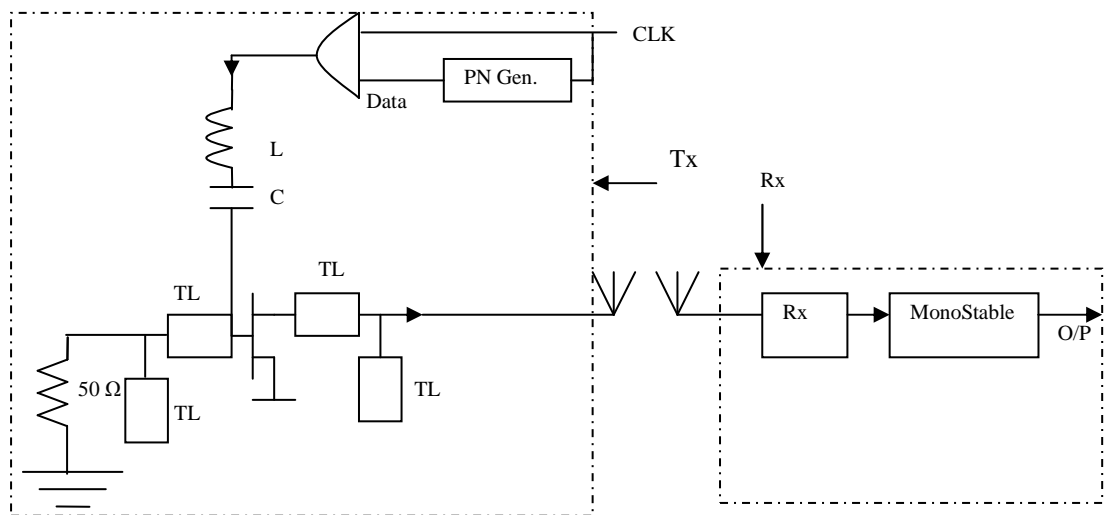 CLK
PN Gen.
Data
L
Tx
Rx
C
TL
TL
Rx
MonoStable
O/P
50 Ω
TL
TL